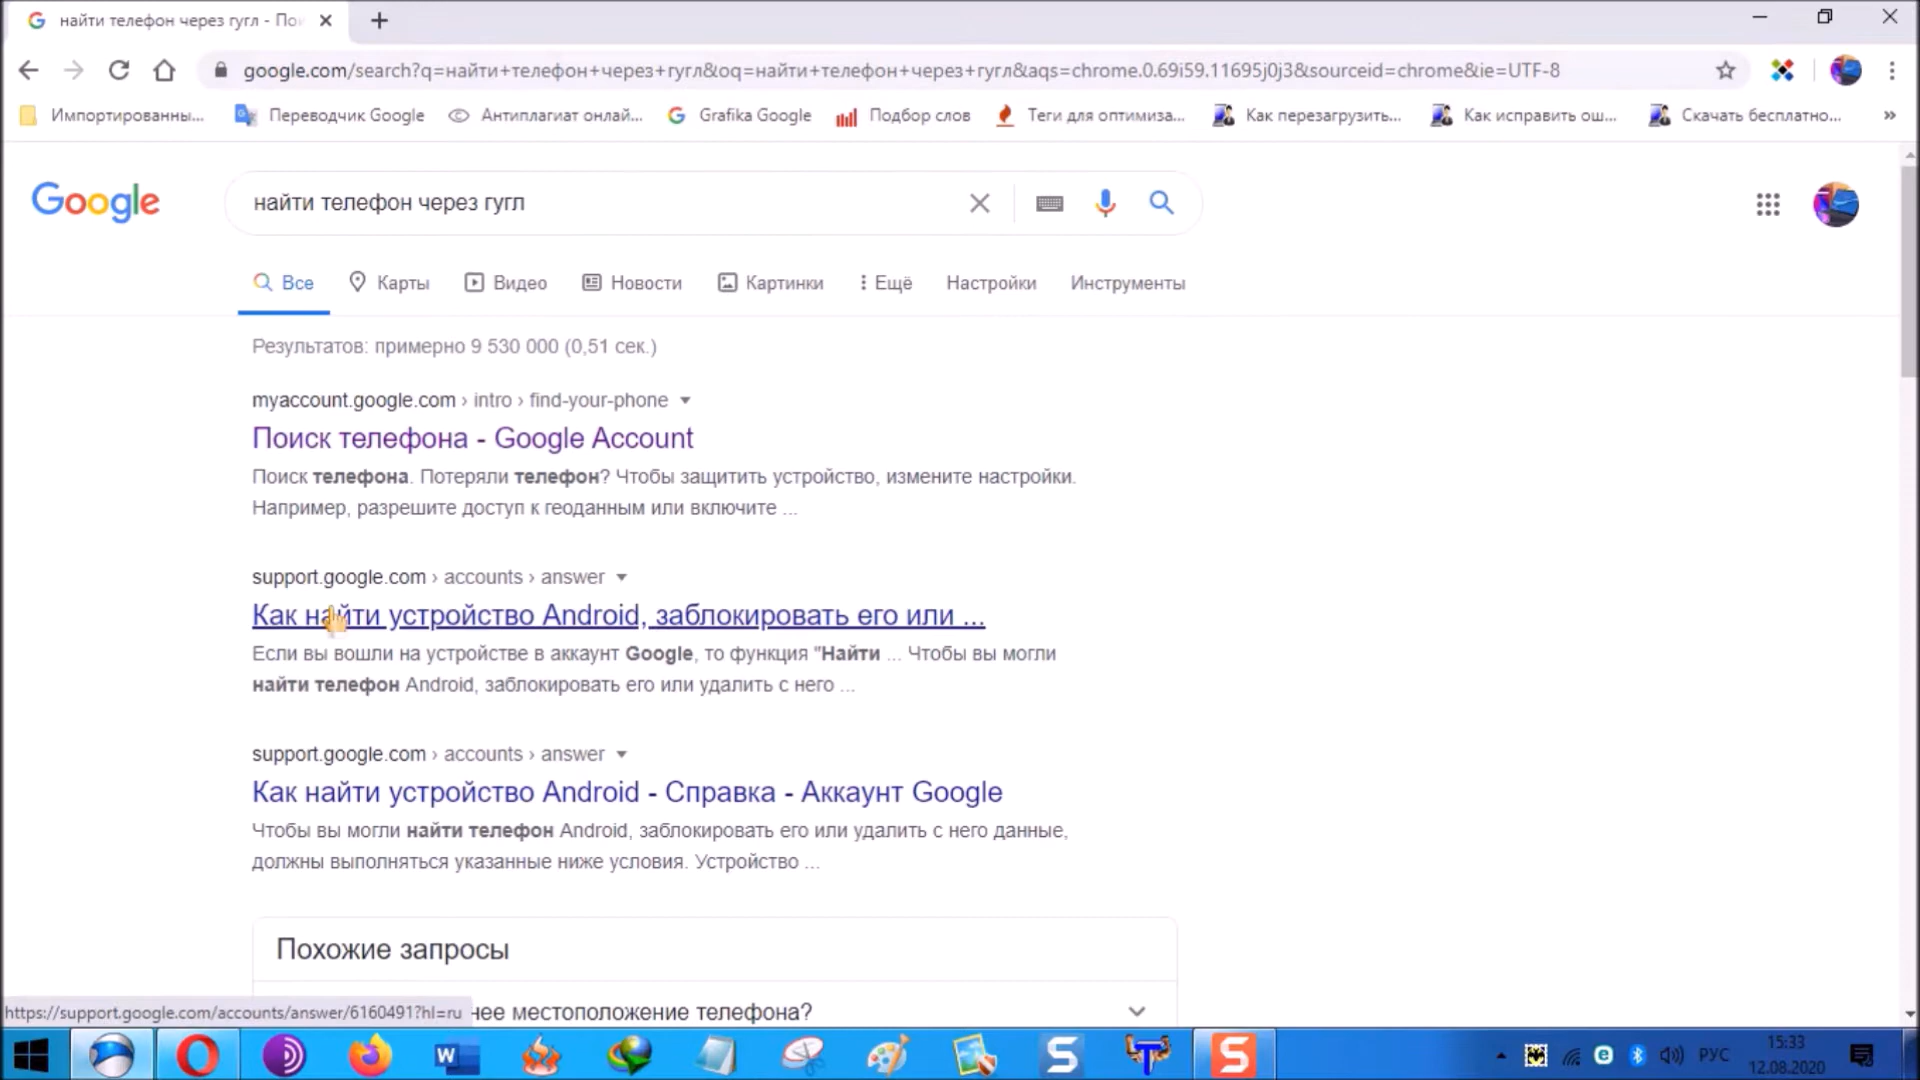 найти телефон через гугл - Пои
google.com/search?q=найти+телефон+через+гугл&oq=найти+телефон+через+гугл&aqs=chrome.0.69i59.11695j0j3&sourceid=chrome&ie=UTF-8
Импортированны... Переводчик Google Антиплагиат онлай... Grafika Google Подбор слов Теги для оптимиза... Как перезагрузить... Как исправить ош... Скачать бесплатно... »
Google найти телефон через гугл
Все Карты Видео Новости Картинки Ещё Настройки Инструменты
Результатов: примерно 9 530 000 (0,51 сек.)
myaccount.google.com › intro › find-your-phone
Поиск телефона - Google Account
Поиск телефона. Потеряли телефон? Чтобы защитить устройство, измените настройки.
Например, разрешите доступ к геоданным или включите ...
support.google.com › accounts › answer
Как найти устройство Android, заблокировать его или ...
Если вы вошли на устройстве в аккаунт Google, то функция "Найти ... Чтобы вы могли
найти телефон Android, заблокировать его или удалить с него ...
support.google.com › accounts › answer
Как найти устройство Android - Справка - Аккаунт Google
Чтобы вы могли найти телефон Android, заблокировать его или удалить с него данные,
должны выполняться указанные ниже условия. Устройство ...
Похожие запросы
https://support.google.com/accounts/answer/6160491?hl=ru нее местоположение телефона?
РУС 15:33
12.08.2020